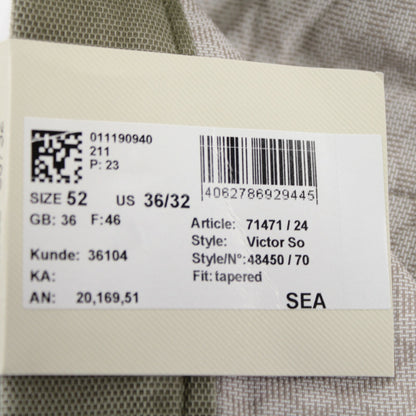 011190940
211
P: 23
4062786929445
SIZE 52 US 36/32
GB: 36 F: 46
Article: 71471 / 24
Style: Victor So
Kunde: 36104
Style/N°: 48450 / 70
KA:
Fit: tapered
AN: 20,169,51
SEA